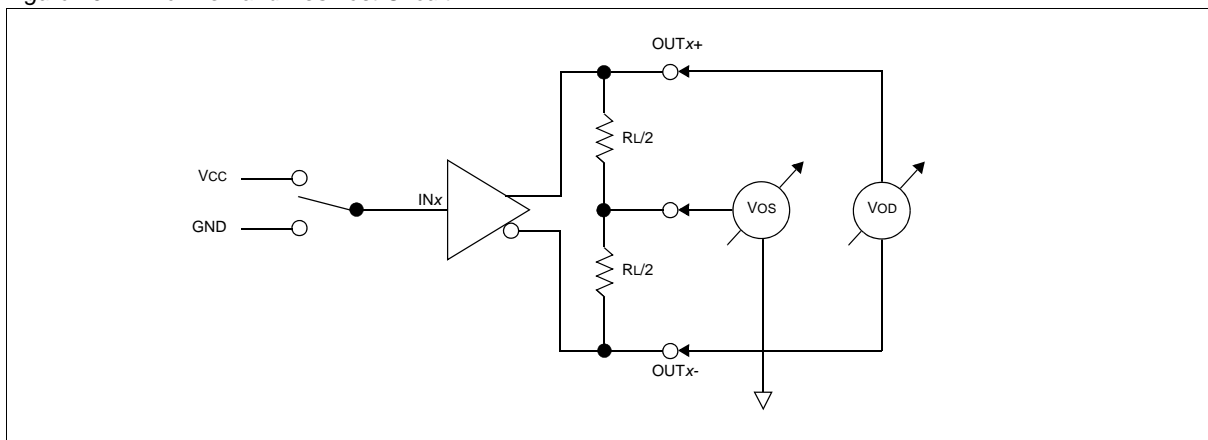 OUTx+
RL/2
VCC
INx
VOS
VOD
GND
RL/2
OUTx-